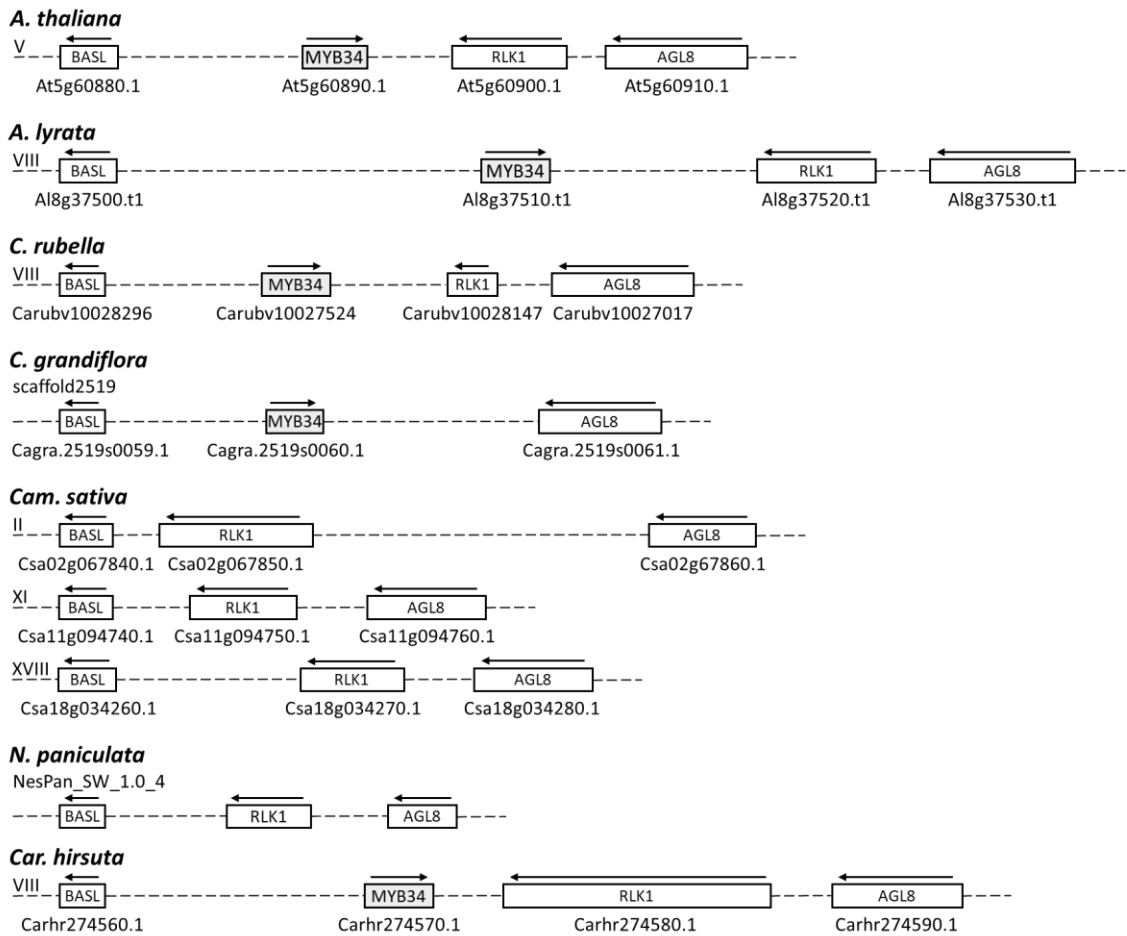 A. thaliana
V
BASL MYB34 RLK1 AGL8
At5g60880.1 At5g60890.1 At5g60900.1 At5g60910.1
A. lyrata
VIII
BASL MYB34 RLK1 AGL8
Al8g37500.t1 Al8g37510.t1 Al8g37520.t1 Al8g37530.t1
C. rubella
VIII
BASL MYB34 RLK1 AGL8
Carubv10028296 Carubv10027524 Carubv10028147 Carubv10027017
C. grandiflora
scaffold2519
BASL MYB34 AGL8
Cagra.2519s0059.1 Cagra.2519s0060.1 Cagra.2519s0061.1
Cam. sativa
II
BASL RLK1 AGL8
Csa02g067840.1 Csa02g067850.1 Csa02g67860.1
XI
BASL RLK1 AGL8
Csa11g094740.1 Csa11g094750.1 Csa11g094760.1
XVIII
BASL RLK1 AGL8
Csa18g034260.1 Csa18g034270.1 Csa18g034280.1
N. paniculata
NesPan_SW_1.0_4
BASL RLK1 AGL8
Car. hirsuta
VIII
BASL MYB34 RLK1 AGL8
Carhr274560.1 Carhr274570.1 Carhr274580.1 Carhr274590.1